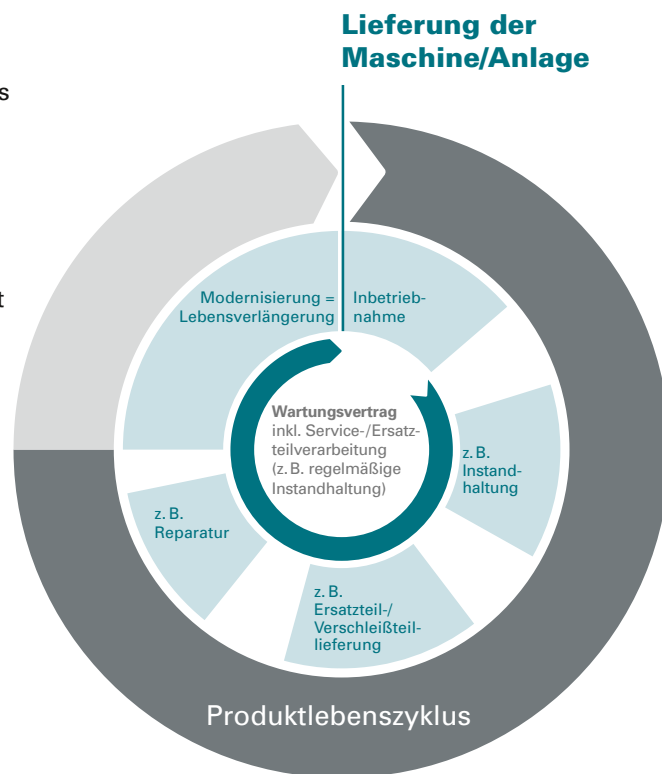 Lieferung der
Maschine/Anlage
s
t
Modernisierung =
Lebensverlängerung
Inbetrieb-
nahme
Wartungsvertrag
inkl. Service-/Ersatz-
teilverarbeitung
(z. B. regelmäßige
Instandhaltung)
z. B.
Instand-
haltung
z. B.
Reparatur
z. B.
Ersatzteil-/
Verschleißteil-
lieferung
Produktlebenszyklus